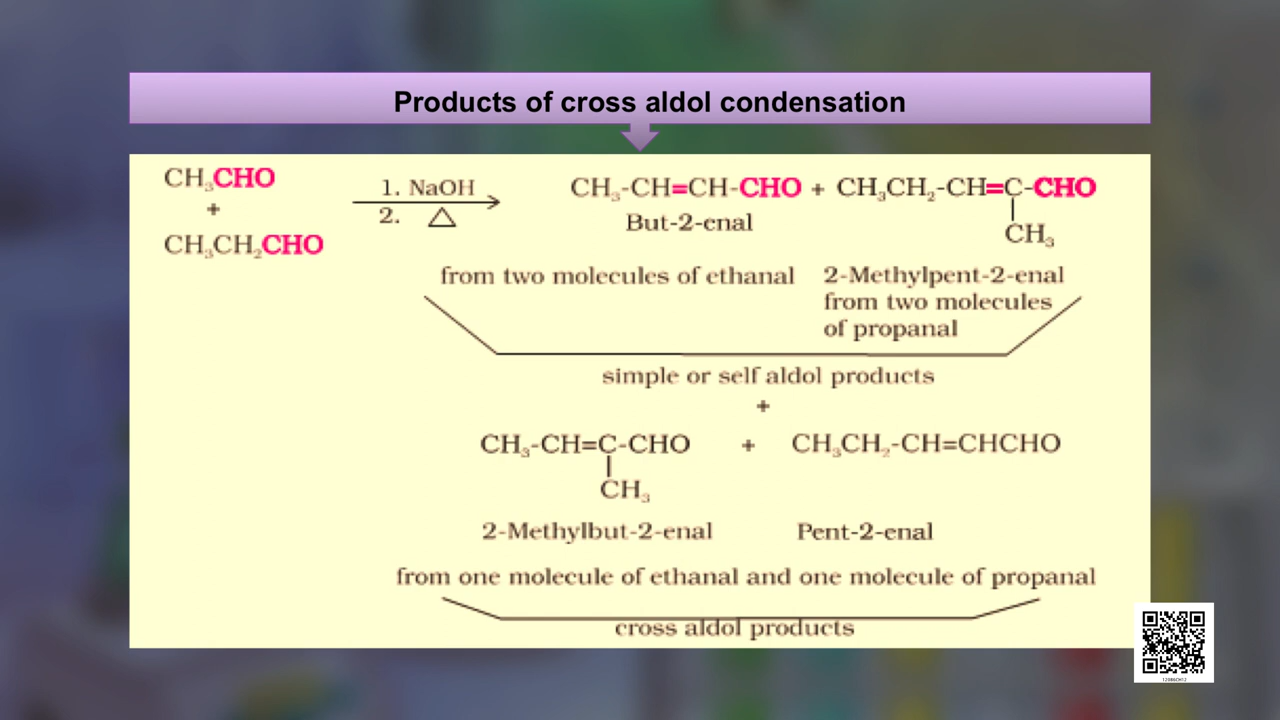 Products of cross aldol condensation
CH₃CHO
+
CH₃CH₂CHO
1. NaOH
2. △
CH₃-CH=CH-CHO + CH₃CH₂-CH=C-CHO
CH₃
But-2-enal
from two molecules of ethanal
2-Methylpent-2-enal
from two molecules
of propanal
simple or self aldol products
+
CH₃-CH=C-CHO + CH₃CH₂-CH=CHCHO
CH₃
2-Methylbut-2-enal
Pent-2-enal
from one molecule of ethanal and one molecule of propanal
cross aldol products